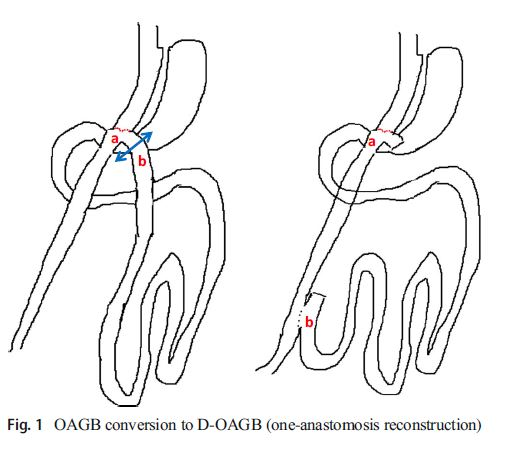 a
b
a
b
Fig. 1 OAGB conversion to D-OAGB (one-anastomosis reconstruction)